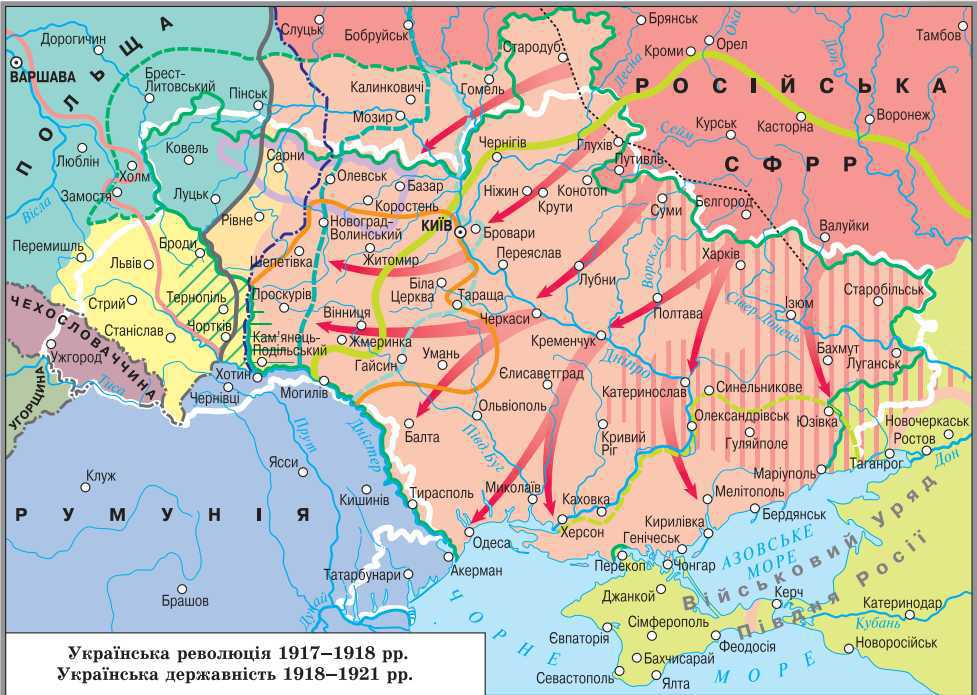 ПОЛЬЩА
РОСІЙСЬКА
СФРР
ЧЕХОСЛОВАЧЧИНА
УГОРЩИНА
РУМУНІЯ
Дорогичин
ВАРШАВА
Брест-
Литовський
Пінськ
Слуцьк
Бобруйськ
Стародуб
Брянськ
Ока
Кроми
Орел
Дон
Тамбов
Десна
Калинковичі
Гомель
Мозир
Курськ
Касторна
Воронеж
Сейм
Люблін
Холм
Ковель
Сарни
Чернігів
Глухів
Путивль
Вісла
Замостя
Луцьк
Олевськ
Базар
Коростень
Ніжин
Крути
Конотоп
Суми
Бєлгород
Рівне
Новоград-
Волинський
КИЇВ
Бровари
Ворскла
Валуйки
Перемишль
Львів
Броди
Шепетівка
Житомир
Переяслав
Лубни
Харків
Стрий
Тернопіль
Проскурів
Біла
Церква
Тараща
Сівер.Донець
Ізюм
Старобільськ
Станіслав
Чортків
Вінниця
Черкаси
Полтава
Ужгород
Кам’янець-
Подільський
Жмеринка
Кременчук
Бахмут
Луганськ
Тиса
Хотин
Гайсин
Умань
Дніпро
Чернівці
Могилів
Єлисаветград
Катеринослав
Синельникове
Прут
Дністер
Балта
Ольвіополь
Півд.Буг
Кривий
Ріг
Олександрівськ
Гуляйполе
Юзівка
Новочеркаськ
Ростов
Клуж
Ясси
Маріуполь
Таганрог
Дон
Кишинів
Тирасполь
Миколаїв
Каховка
Мелітополь
Бердянськ
Одеса
Херсон
Кирилівка
Генічеськ
АЗОВСЬКЕ
МОРЕ
Військовий уряд
Півдня Росії
Татарбунари
Акерман
Перекоп
Чонгар
Брашов
Дунай
Джанкой
Керч
Катеринодар
Кубань
Євпаторія
Сімферополь
Феодосія
Новоросійськ
Бахчисарай
Севастополь
Ялта
ЧОРНЕ МОРЕ
Українська революція 1917–1918 рр.
Українська державність 1918–1921 рр.